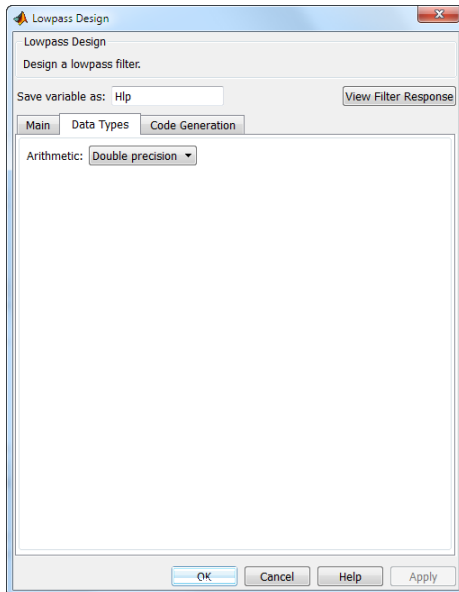 Lowpass Design
Lowpass Design
Design a lowpass filter.
Save variable as: Hlp View Filter Response
Main Data Types Code Generation
Arithmetic: Double precision
OK Cancel Help Apply